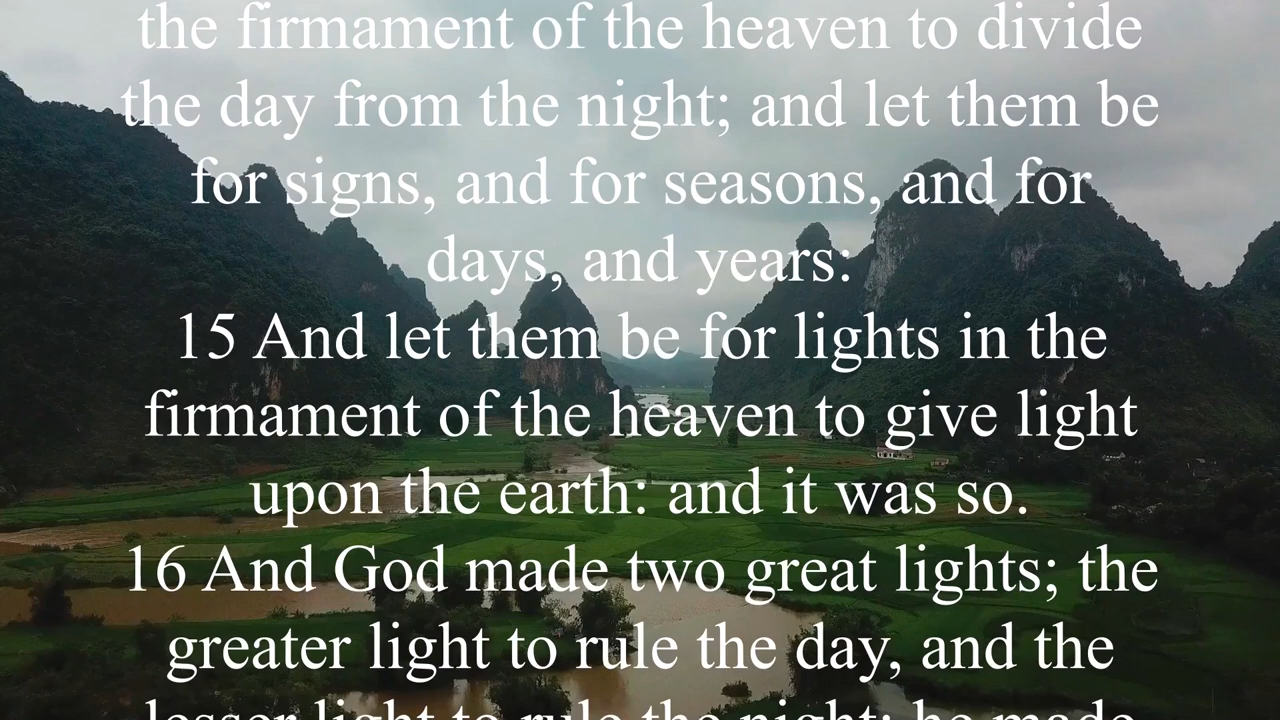 the firmament of the heaven to divide
the day from the night; and let them be
for signs, and for seasons, and for
days, and years:
15 And let them be for lights in the
firmament of the heaven to give light
upon the earth: and it was so.
16 And God made two great lights; the
greater light to rule the day, and the
lesser light to rule the night: he made